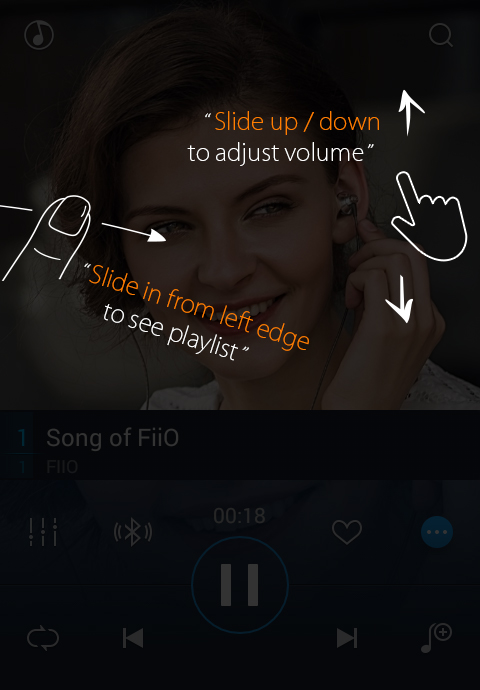 “Slide up / down
to adjust volume”
“Slide in from left edge
to see playlist”
1 Song of FiiO
1 FIIO
00:18